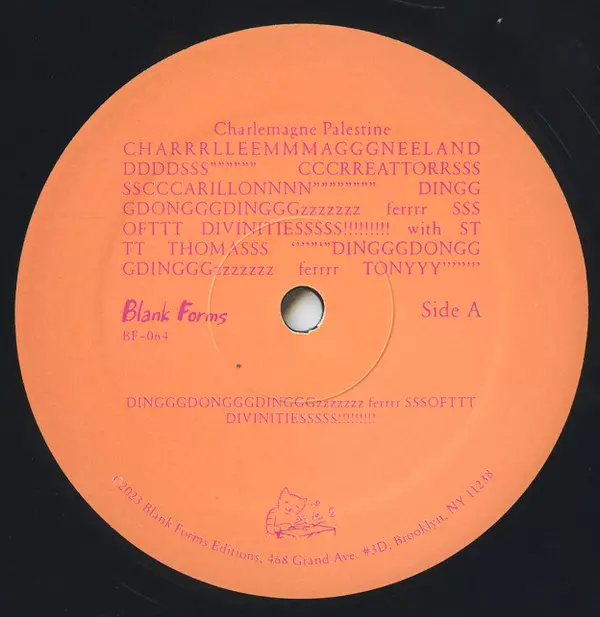 Charlemagne Palestine
CHARRRLLEEMMMAGGGNEELAND
DDDDSSS”””””” CCCRREATTORRSSS
SSCCCARILLONNNN”””””””” DINGG
GDONGGGDINGGGzzzzzzz ferrrr SSS
OFTTT DIVINITIESSSSS!!!!!!!!! with ST
TT THOMASSS ‘”“”‘”DINGGGDONGG
GDINGGGzzzzzzz ferrrr TONYYY””””’
Blank Forms
Side A
BF-064
DINGGGDONGGGDINGGGzzzzzzz ferrrr SSSOFTTT
DIVINITIESSSSS!!!!!!!!!
©2023 Blank Forms Editions, 468 Grand Ave. #3D, Brooklyn, NY 11238